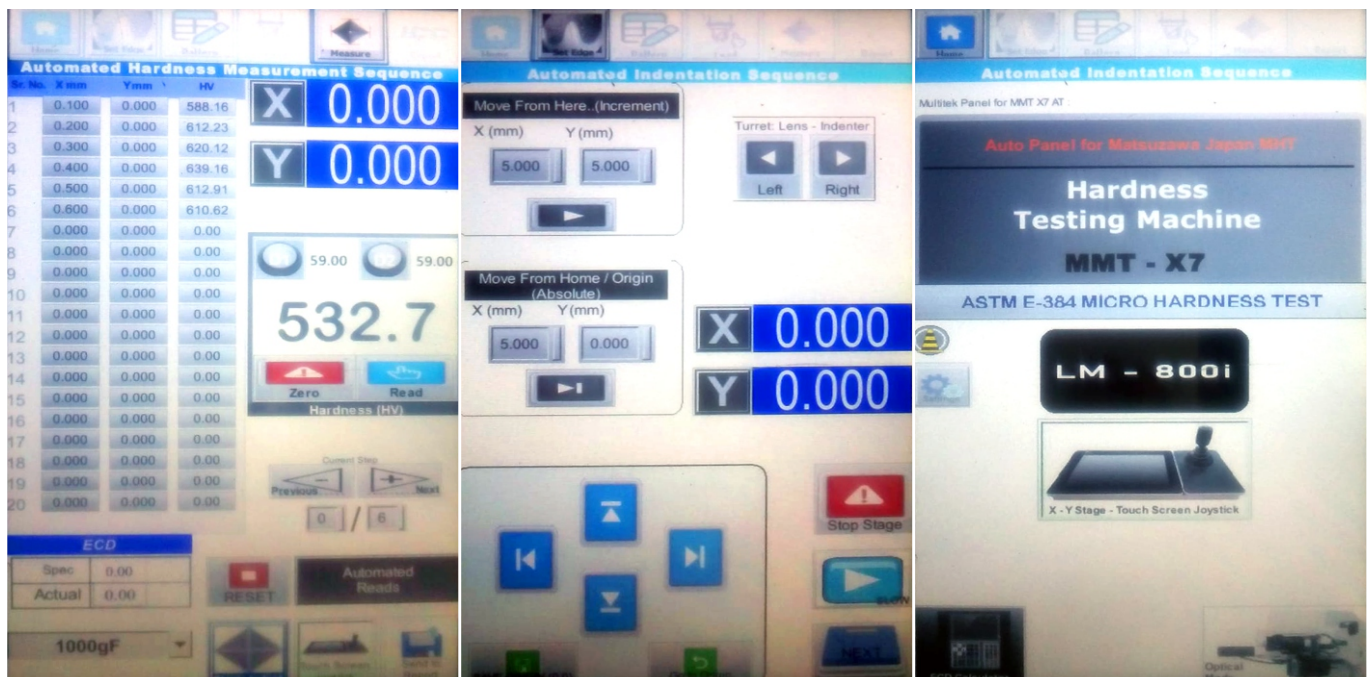 Home
Set Edge
Measure
Automated Hardness Measurement Sequence
Sr. No. X mm Y mm HV
1 0.100 0.000 588.16
2 0.200 0.000 612.23
3 0.300 0.000 620.12
4 0.400 0.000 639.16
5 0.500 0.000 612.91
6 0.600 0.000 610.62
7 0.000 0.000 0.00
8 0.000 0.000 0.00
9 0.000 0.000 0.00
10 0.000 0.000 0.00
11 0.000 0.000 0.00
12 0.000 0.000 0.00
13 0.000 0.000 0.00
14 0.000 0.000 0.00
15 0.000 0.000 0.00
16 0.000 0.000 0.00
17 0.000 0.000 0.00
18 0.000 0.000 0.00
19 0.000 0.000 0.00
20 0.000 0.000 0.00
X 0.000
Y 0.000
59.00 59.00
532.7
Zero Read
Hardness (HV)
Current Step
Previous Next
0 / 6
ECD
Spec 0.00
Actual 0.00
RESET
Automated
Reads
1000gF
Set Edge
Automated Indentation Sequence
Move From Here..(Increment)
X (mm) Y (mm)
5.000 5.000
Turret: Lens - Indenter
Left Right
Move From Home / Origin
(Absolute)
X (mm) Y(mm)
5.000 0.000
X 0.000
Y 0.000
Stop Stage
SLOW
NEXT
Home
Automated Indentation Sequence
Multitek Panel for MMT X7 AT :
Auto Panel for Matsuzawa Japan MHT
Hardness
Testing Machine
MMT - X7
ASTM E-384 MICRO HARDNESS TEST
LM - 800i
X - Y Stage - Touch Screen Joystick
Optical